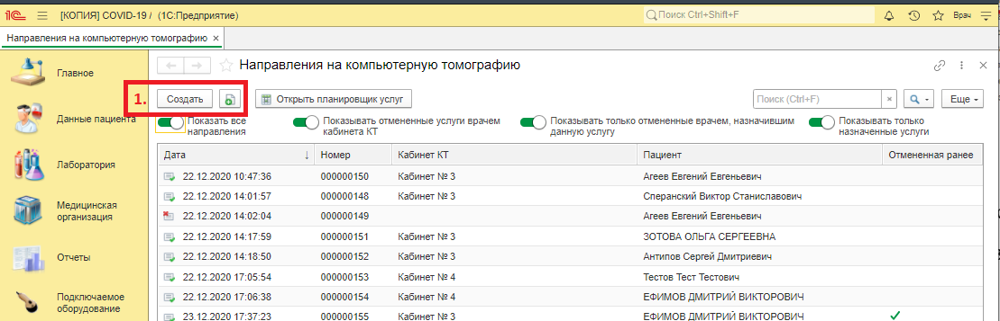 1С [КОПИЯ] COVID-19 / (1С:Предприятие) Поиск Ctrl+Shift+F Врач
Направления на компьютерную томографию ×
Главное
Данные пациента
Лаборатория
Медицинская
организация
Отчеты
Подключаемое
оборудование
Направления на компьютерную томографию
1. Создать Открыть планировщик услуг Поиск (Ctrl+F) × Еще
Показать все
направления
Показывать отмененные услуги врачем
кабинета КТ
Показывать только отмененные врачем, назначившим
данную услугу
Показывать только
назначенные услуги
Дата ↓ Номер Кабинет КТ Пациент Отмененная ранее
22.12.2020 10:47:36 000000150 Кабинет № 3 Агеев Евгений Евгеньевич
22.12.2020 14:01:57 000000148 Кабинет № 3 Сперанский Виктор Станиславович
22.12.2020 14:02:04 000000149 Агеев Евгений Евгеньевич
22.12.2020 14:17:59 000000151 Кабинет № 3 ЗОТОВА ОЛЬГА СЕРГЕЕВНА
22.12.2020 14:18:50 000000152 Кабинет № 3 Антипов Сергей Дмитриевич
22.12.2020 17:05:54 000000153 Кабинет № 4 Тестов Тест Тестович
22.12.2020 17:06:38 000000154 Кабинет № 4 ЕФИМОВ ДМИТРИЙ ВИКТОРОВИЧ
23.12.2020 17:37:23 000000155 Кабинет № 3 ЕФИМОВ ДМИТРИЙ ВИКТОРОВИЧ